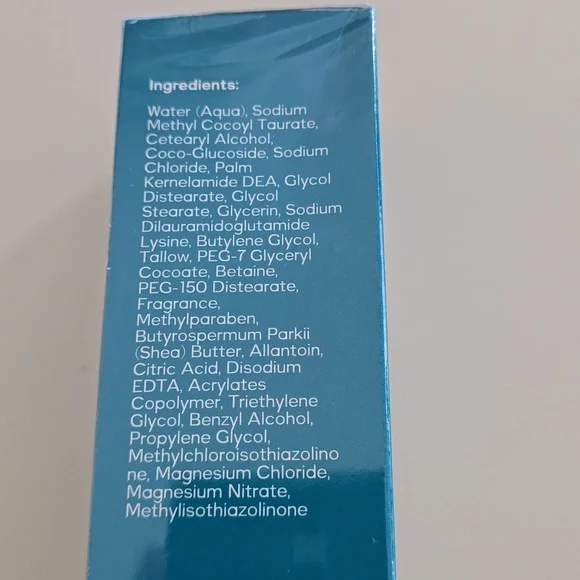 Ingredients:
Water (Aqua), Sodium
Methyl Cocoyl Taurate,
Cetearyl Alcohol,
Coco-Glucoside, Sodium
Chloride, Palm
Kernelamide DEA, Glycol
Distearate, Glycol
Stearate, Glycerin, Sodium
Dilauramidoglutamide
Lysine, Butylene Glycol,
Tallow, PEG-7 Glyceryl
Cocoate, Betaine,
PEG-150 Distearate,
Fragrance,
Methylparaben,
Butyrospermum Parkii
(Shea) Butter, Allantoin,
Citric Acid, Disodium
EDTA, Acrylates
Copolymer, Triethylene
Glycol, Benzyl Alcohol,
Propylene Glycol,
Methylchloroisothiazolino
ne, Magnesium Chloride,
Magnesium Nitrate,
Methylisothiazolinone